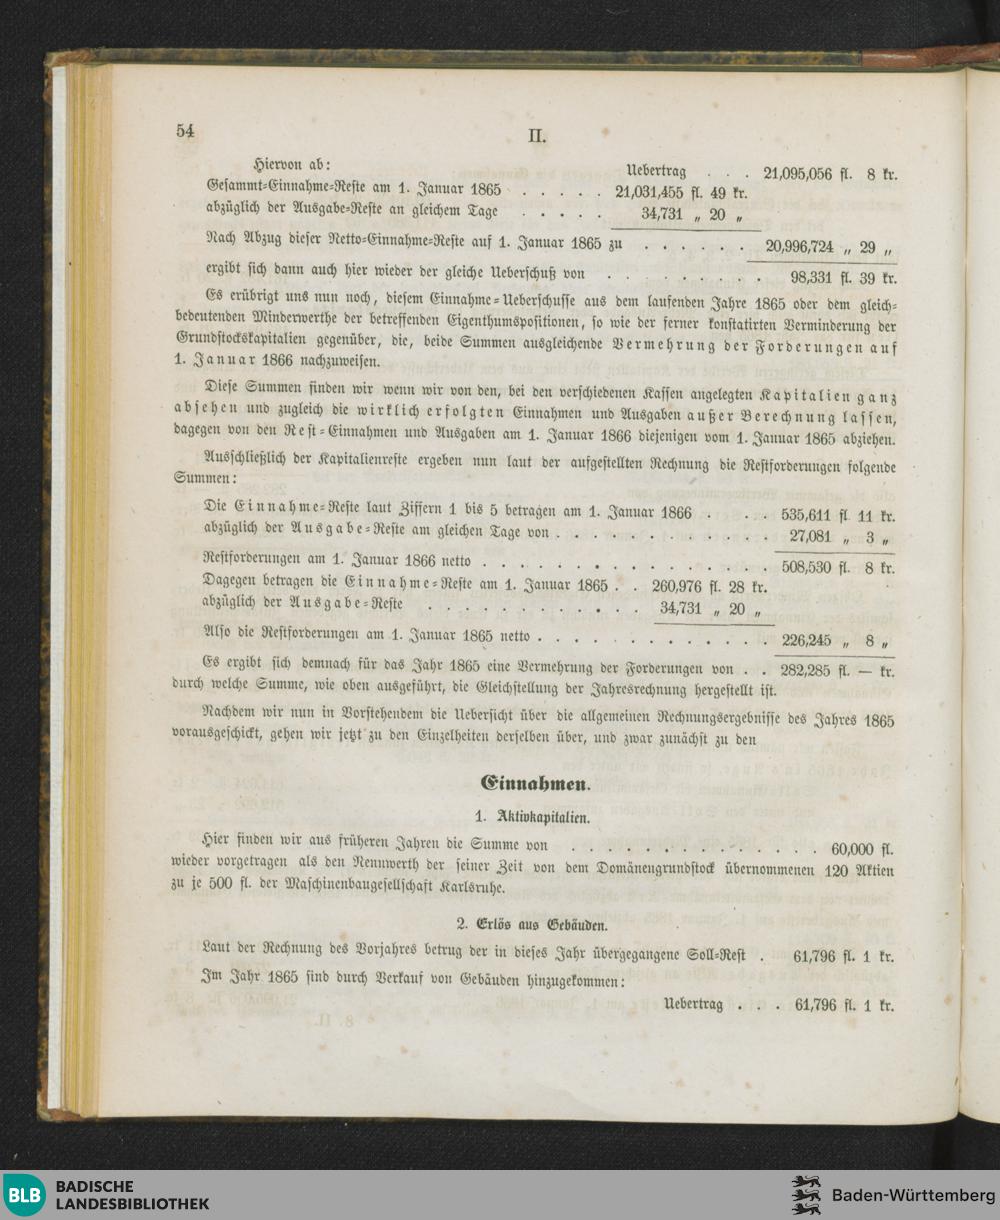 54
II.
Uebertrag . . . 21,095,056 fl. 8 kr.
Hiervon ab:
Gesammt-Einnahme-Reste am 1. Januar 1865 . . . . . 21,031,455 fl. 49 kr.
abzüglich der Ausgabe-Reste an gleichem Tage . . . . . 34,731 „ 20 „
Nach Abzug dieser Netto-Einnahme-Reste auf 1. Januar 1865 zu . . . . . . 20,996,724 „ 29 „
ergibt sich dann auch hier wieder der gleiche Ueberschuß von . . . . . . . . 98,331 fl. 39 kr.
Es erübrigt uns nun noch, diesem Einnahme-Ueberschusse aus dem laufenden Jahre 1865 oder dem gleich-
bedeutenden Minderwerthe der betreffenden Eigenthumspositionen, so wie der ferner konstatirten Verminderung der
Grundstockskapitalien gegenüber, die, beide Summen ausgleichende Vermehrung der Forderungen auf
1. Januar 1866 nachzuweisen.
Diese Summen finden wir wenn wir von den, bei den verschiedenen Kassen angelegten Kapitalien ganz
absehen und zugleich die wirklich erfolgten Einnahmen und Ausgaben außer Berechnung lassen,
dagegen von den Rest-Einnahmen und Ausgaben am 1. Januar 1866 diejenigen vom 1. Januar 1865 abziehen.
Ausschließlich der Kapitalienreste ergeben nun laut der aufgestellten Rechnung die Restforderungen folgende
Summen:
Die Einnahme-Reste laut Ziffern 1 bis 5 betragen am 1. Januar 1866 . . . 535,611 fl 11 kr.
abzüglich der Ausgabe-Reste am gleichen Tage von . . . . . . . . . . . 27,081 „ 3 „
Restforderungen am 1. Januar 1866 netto . . . . . . . . . . . . . . 508,530 fl. 8 kr.
Dagegen betragen die Einnahme-Reste am 1. Januar 1865 . . 260,976 fl. 28 kr.
abzüglich der Ausgabe-Reste . . . . . . . . . . . . 34,731 „ 20 „
Also die Restforderungen am 1. Januar 1865 netto . . . . . . . . . . . . 226,245 „ 8 „
Es ergibt sich demnach für das Jahr 1865 eine Vermehrung der Forderungen von . . 282,285 fl. — kr.
durch welche Summe, wie oben ausgeführt, die Gleichstellung der Jahresrechnung hergestellt ist.
Nachdem wir nun in Vorstehendem die Uebersicht über die allgemeinen Rechnungsergebnisse des Jahres 1865
vorausgeschickt, gehen wir jetzt zu den Einzelheiten derselben über, und zwar zunächst zu den
Einnahmen.
1. Aktivkapitalien.
Hier finden wir aus früheren Jahren die Summe von . . . . . . . . . . . . 60,000 fl.
wieder vorgetragen als den Nennwerth der seiner Zeit von dem Domänengrundstock übernommenen 120 Aktien
zu je 500 fl. der Maschinenbaugesellschaft Karlsruhe.
2. Erlös aus Gebäuden.
Laut der Rechnung des Vorjahres betrug der in dieses Jahr übergegangene Soll-Rest . 61,796 fl. 1 kr.
Im Jahr 1865 sind durch Verkauf von Gebäuden hinzugekommen:
Uebertrag . . . 61,796 fl. 1 kr.
BLB
BADISCHE
LANDESBIBLIOTHEK
Baden-Württemberg